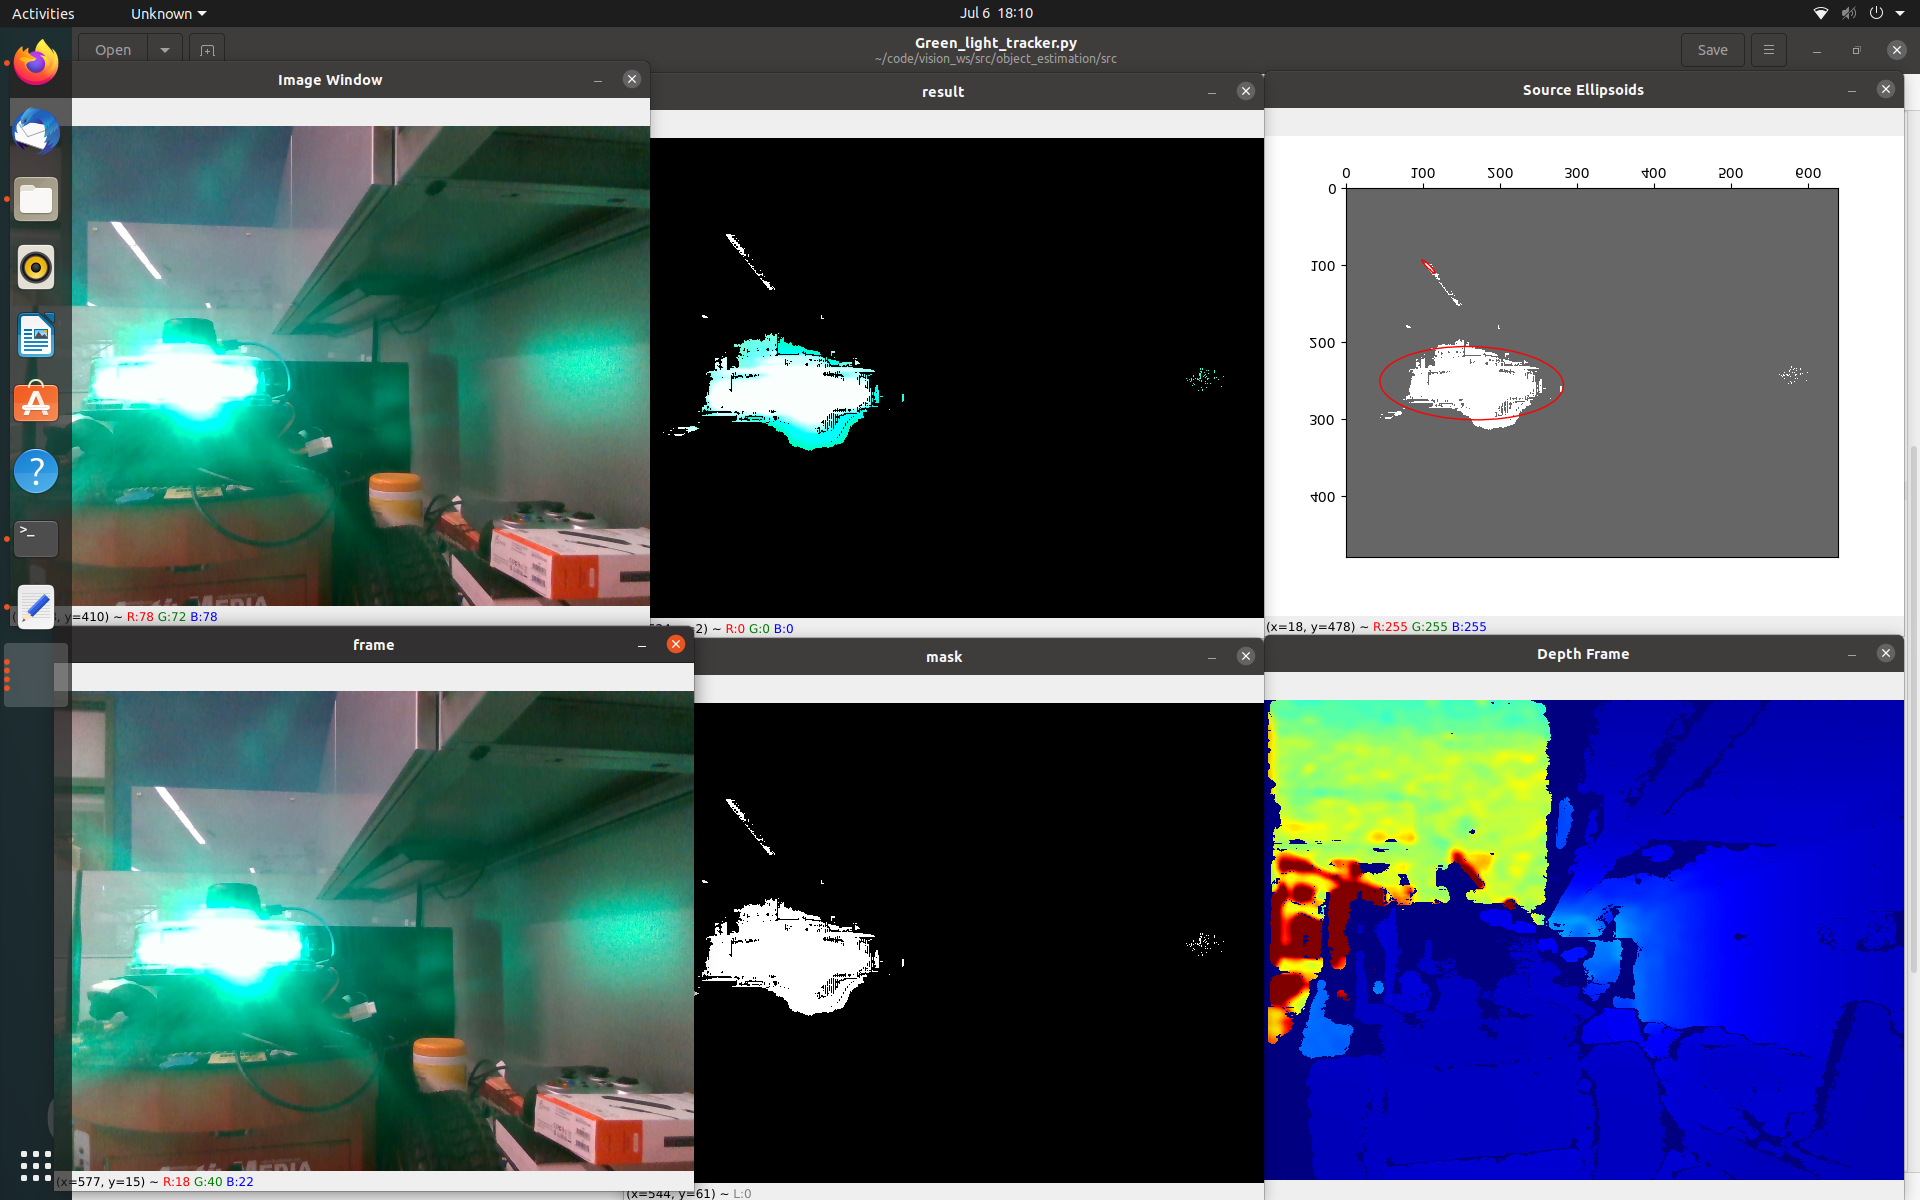 Activities
Unknown
Jul 6 18:10
Open
Green_light_tracker.py
~/code/vision_ws/src/object_estimation/src
Save
Image Window
result
Source Ellipsoids
0
100
200
300
400
500
600
0
100
200
300
400
, y=410) ~ R:78 G:72 B:78
2) ~ R:0 G:0 B:0
(x=18, y=478) ~ R:255 G:255 B:255
frame
mask
Depth Frame
MEDIA
MEDIA
(x=577, y=15) ~ R:18 G:40 B:22
(x=544, y=61) ~ L:0